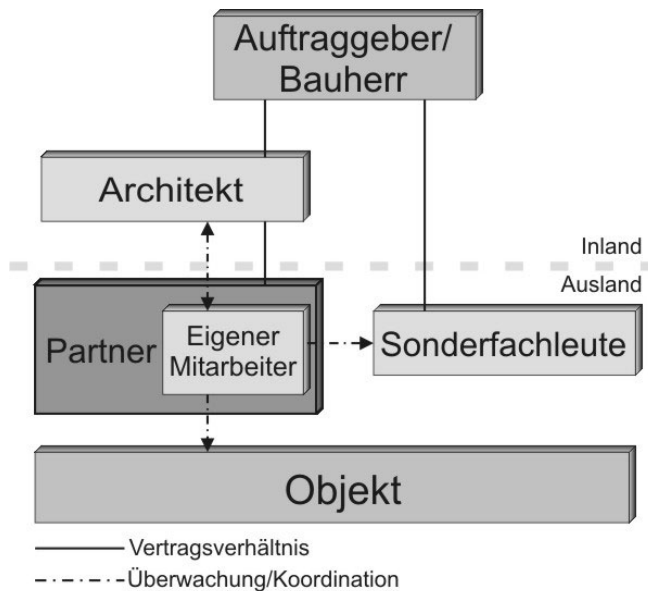 Auftraggeber/
Bauherr
Architekt
Inland
Ausland
Partner
Eigener
Mitarbeiter
Sonderfachleute
Objekt
Vertragsverhältnis
Überwachung/Koordination